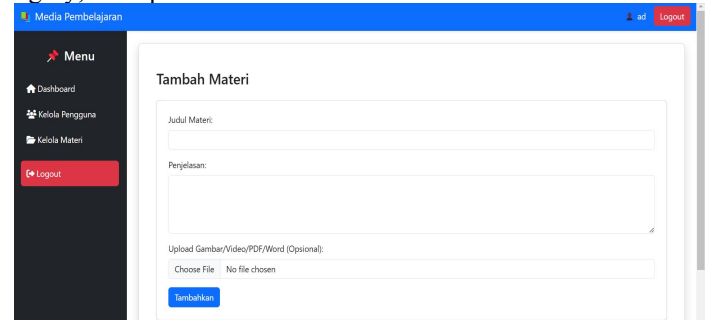 Media Pembelajaran
ad
Logout
Menu
Dashboard
Kelola Pengguna
Kelola Materi
Logout
Tambah Materi
Judul Materi:
Penjelasan:
Upload Gambar/Video/PDF/Word (Opsional):
Choose File No file chosen
Tambahkan